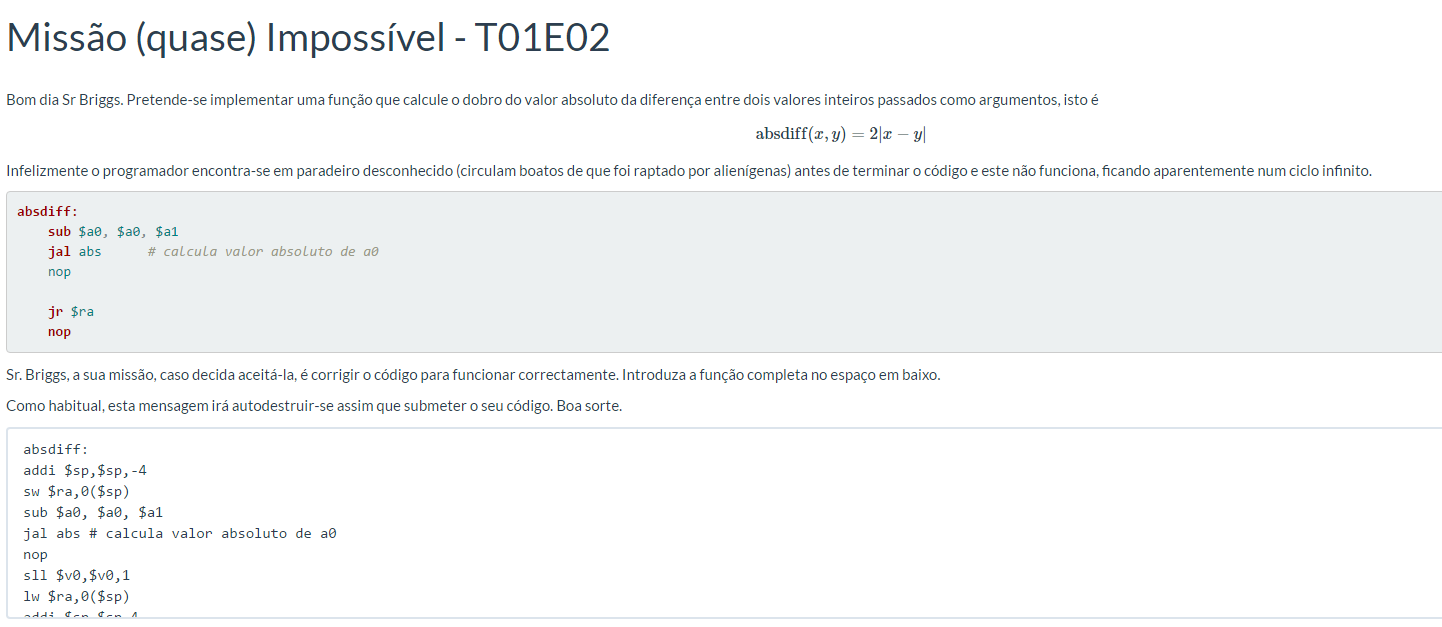 Missão (quase) Impossível - T01E02
Bom dia Sr Briggs. Pretende-se implementar uma função que calcule o dobro do valor absoluto da diferença entre dois valores inteiros passados como argumentos, isto é
absdiff(x, y) = 2|x − y|
Infelizmente o programador encontra-se em paradeiro desconhecido (circulam boatos de que foi raptado por alienígenas) antes de terminar o código e este não funciona, ficando aparentemente num ciclo infinito.
absdiff:
sub $a0, $a0, $a1
jal abs # calcula valor absoluto de a0
nop
jr $ra
nop
Sr. Briggs, a sua missão, caso decida aceitá-la, é corrigir o código para funcionar correctamente. Introduza a função completa no espaço em baixo.
Como habitual, esta mensagem irá autodestruir-se assim que submeter o seu código. Boa sorte.
absdiff:
addi $sp,$sp,-4
sw $ra,0($sp)
sub $a0, $a0, $a1
jal abs # calcula valor absoluto de a0
nop
sll $v0,$v0,1
lw $ra,0($sp)
addi $sp,$sp,4